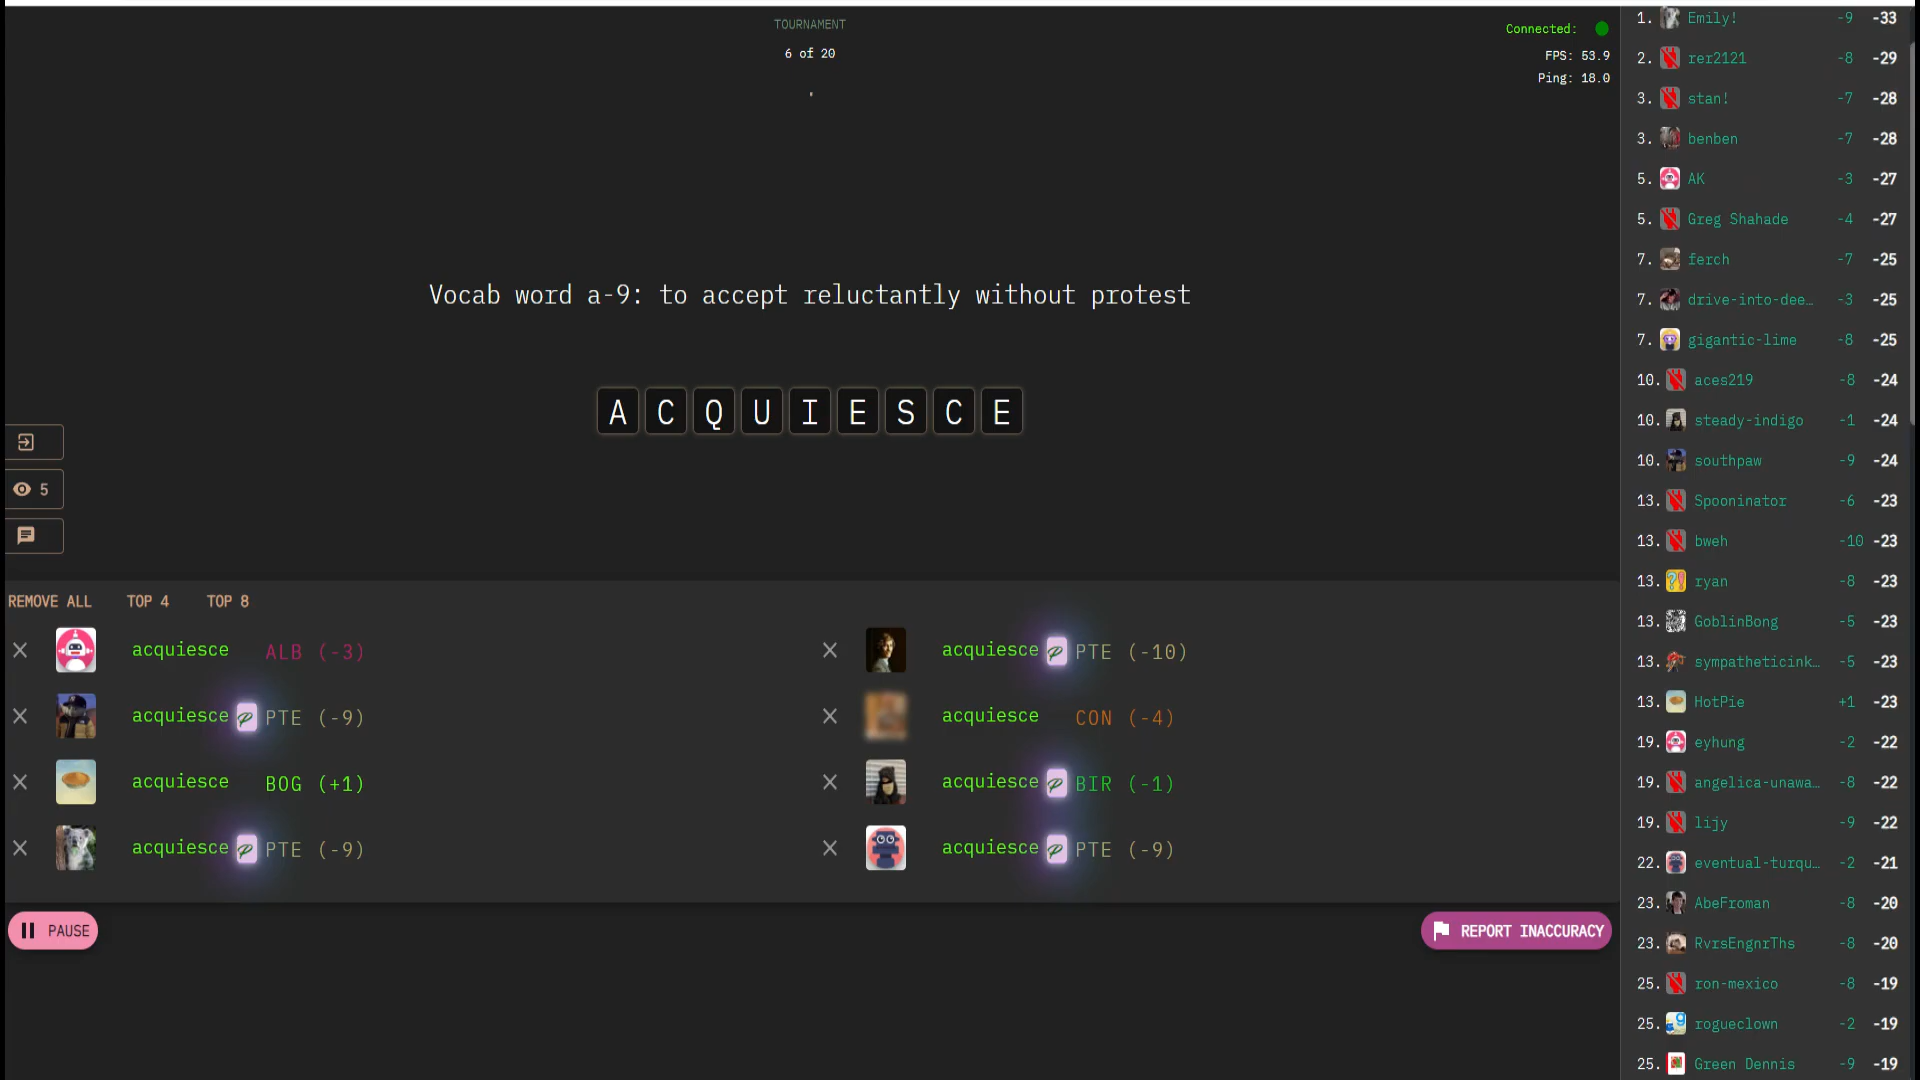 TOURNAMENT
6 of 20
Connected:
FPS: 53.9
Ping: 18.0
Vocab word a-9: to accept reluctantly without protest
A C Q U I E S C E
5
REMOVE ALL TOP 4 TOP 8
acquiesce ALB (-3)
acquiesce PTE (-10)
acquiesce PTE (-9)
acquiesce CON (-4)
acquiesce BOG (+1)
acquiesce BIR (-1)
acquiesce PTE (-9)
acquiesce PTE (-9)
PAUSE
REPORT INACCURACY
1. Emily! -9 -33
2. rer2121 -8 -29
3. stan! -7 -28
3. benben -7 -28
5. AK -3 -27
5. Greg Shahade -4 -27
7. ferch -7 -25
7. drive-into-dee… -3 -25
7. gigantic-lime -8 -25
10. aces219 -8 -24
10. steady-indigo -1 -24
10. southpaw -9 -24
13. Spooninator -6 -23
13. bweh -10 -23
13. ryan -8 -23
13. GoblinBong -5 -23
13. sympatheticink… -5 -23
13. HotPie +1 -23
19. eyhung -2 -22
19. angelica-unawa… -8 -22
19. lijy -9 -22
22. eventual-turqu… -2 -21
23. AbeFroman -8 -20
23. RvrsEngnrThs -8 -20
25. ron-mexico -8 -19
25. rogueclown -2 -19
25. Green Dennis -9 -19